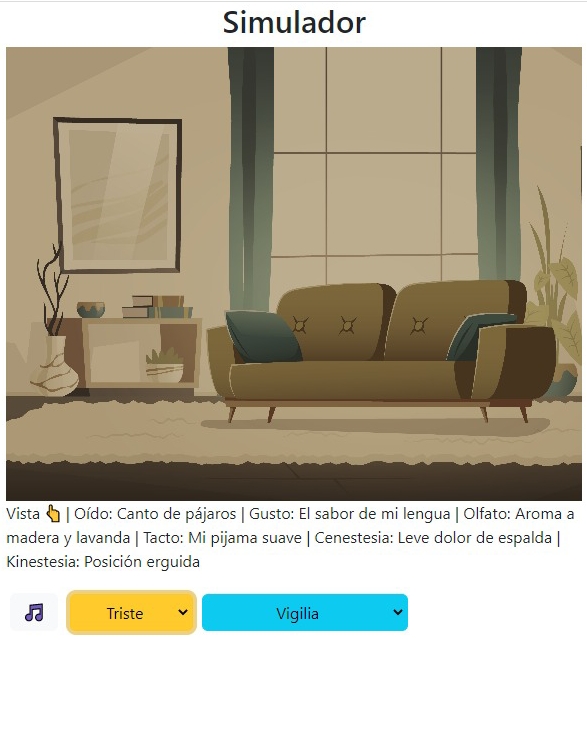 Simulador
Vista 👆 | Oído: Canto de pájaros | Gusto: El sabor de mi lengua | Olfato: Aroma a
madera y lavanda | Tacto: Mi pijama suave | Cenestesia: Leve dolor de espalda |
Kinestesia: Posición erguida
Triste Vigilia